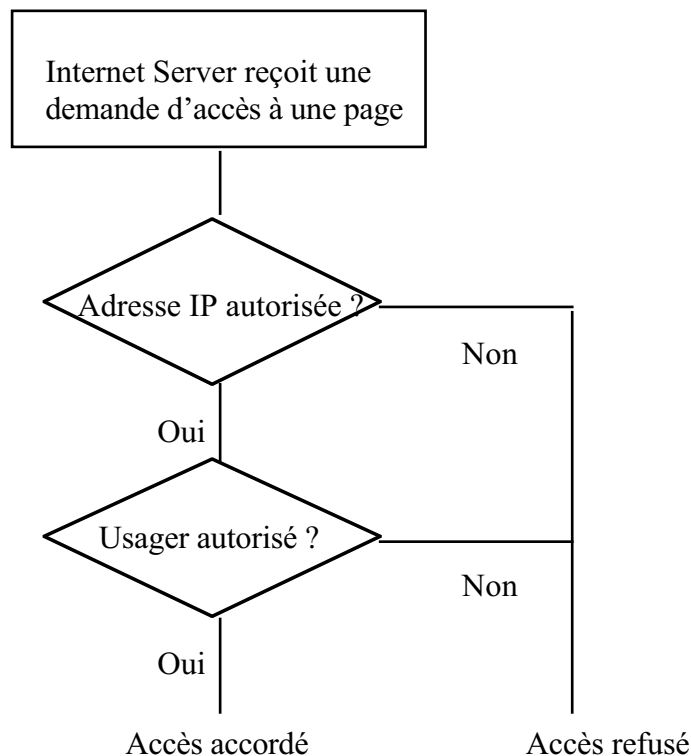 Internet Server reçoit une
demande d’accès à une page
Adresse IP autorisée ?
Non
Oui
Usager autorisé ?
Non
Oui
Accès accordé
Accès refusé